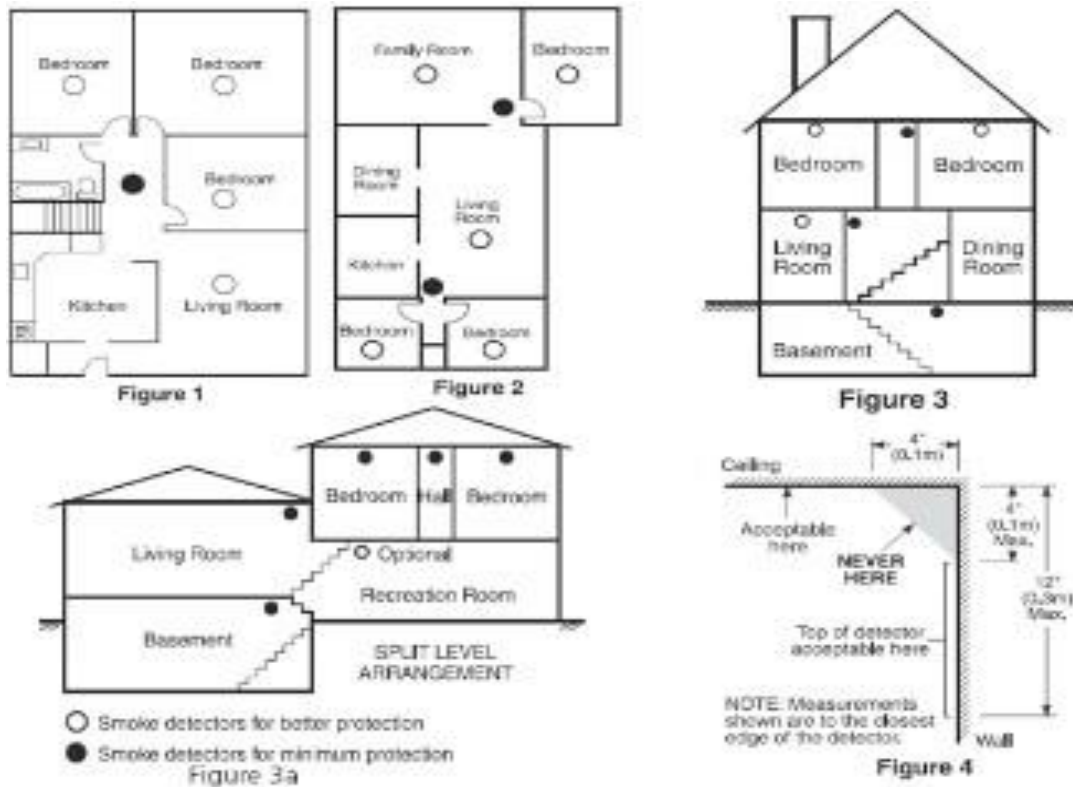 Bedroom
Bedroom
Bedroom
Kitchen
Living Room
Figure 1
Family Room
Bedroom
Dining
Room
Living
Room
Kitchen
Bedroom
Bedroom
Figure 2
Bedroom
Bedroom
Living
Room
Dining
Room
Basement
Figure 3
Bedroom
Hall
Bedroom
Living Room
Optional
Recreation Room
Basement
SPLIT LEVEL
ARRANGEMENT
Smoke detectors for better protection
Smoke detectors for minimum protection
Figure 3a
4"
(0.1m)
Ceiling
Acceptable
here
NEVER
HERE
4"
(0.1m)
Max.
12"
(0.3m)
Max.
Top of detector
acceptable here
NOTE: Measurements
shown are to the closest
edge of the detector.
Wall
Figure 4